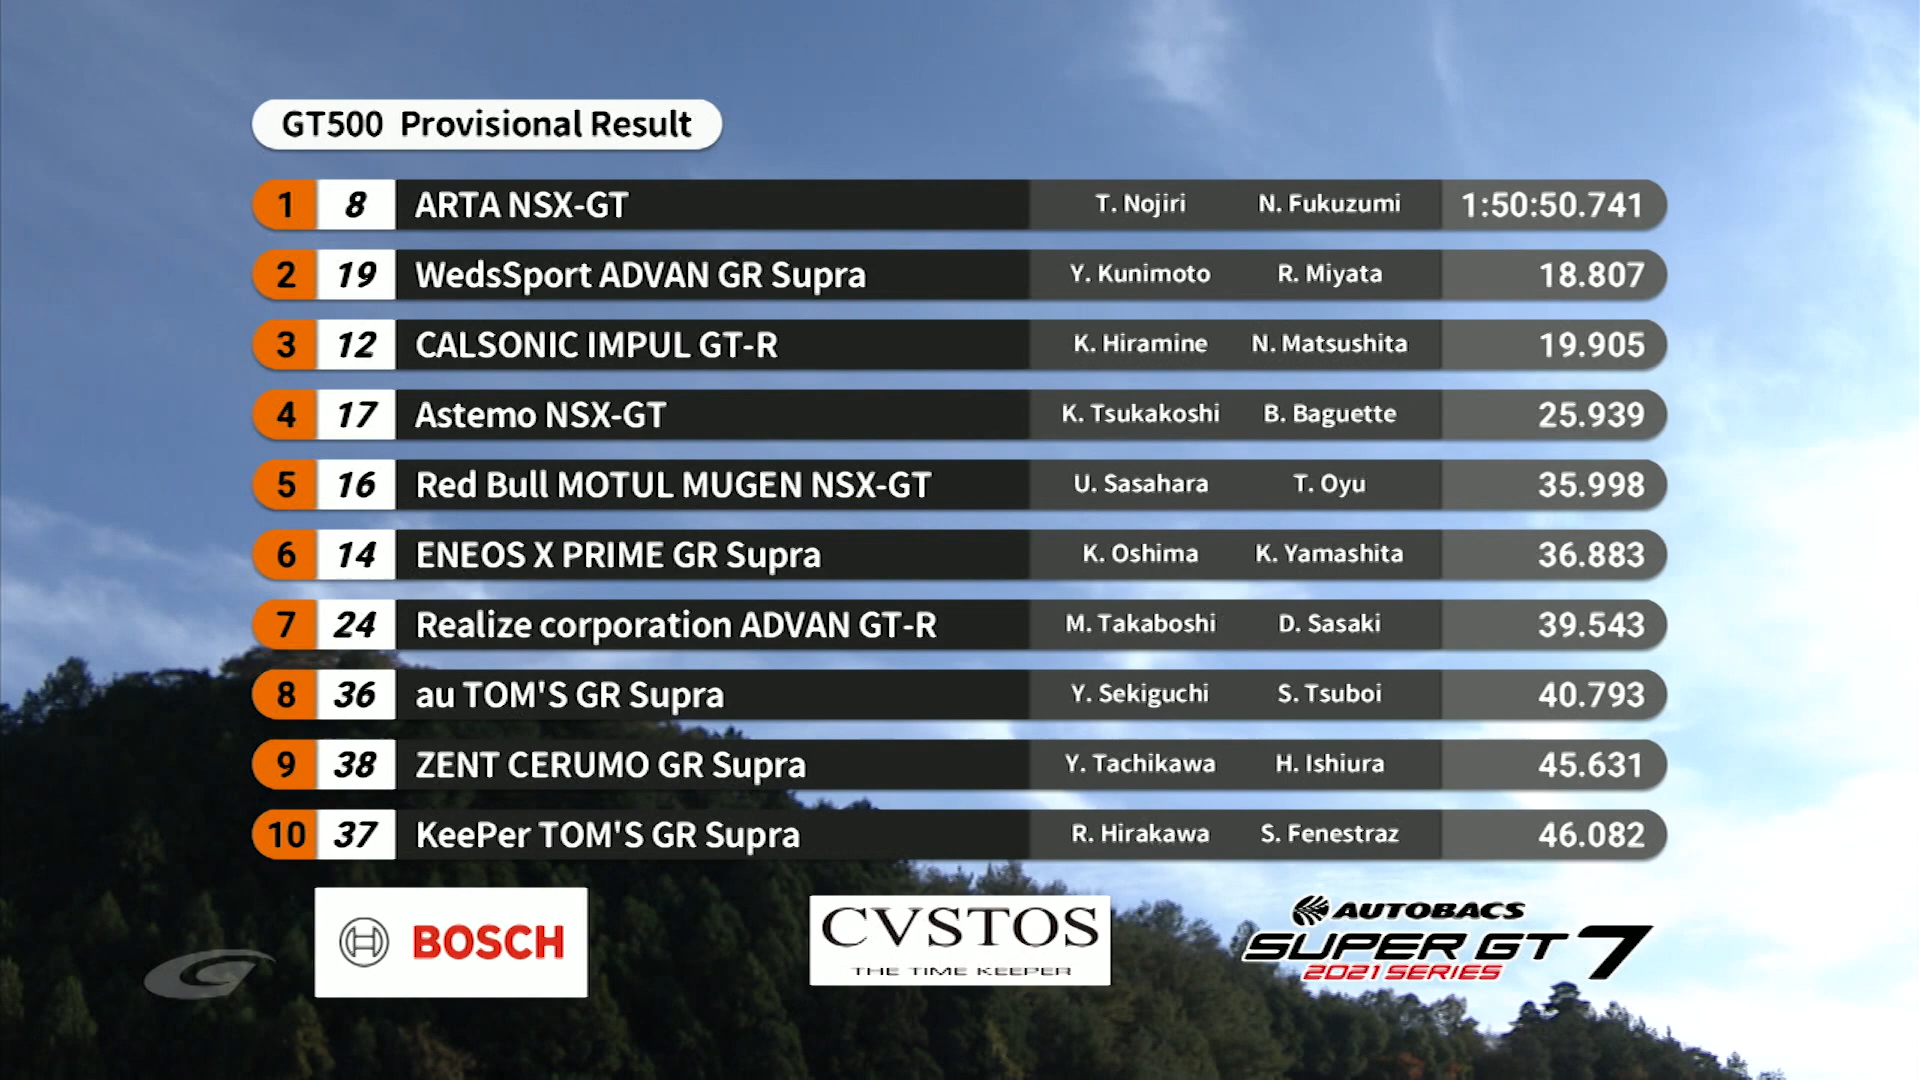 GT500 Provisional Result
1 8 ARTA NSX-GT T. Nojiri N. Fukuzumi 1:50:50.741
2 19 WedsSport ADVAN GR Supra Y. Kunimoto R. Miyata 18.807
3 12 CALSONIC IMPUL GT-R K. Hiramine N. Matsushita 19.905
4 17 Astemo NSX-GT K. Tsukakoshi B. Baguette 25.939
5 16 Red Bull MOTUL MUGEN NSX-GT U. Sasahara T. Oyu 35.998
6 14 ENEOS X PRIME GR Supra K. Oshima K. Yamashita 36.883
7 24 Realize corporation ADVAN GT-R M. Takaboshi D. Sasaki 39.543
8 36 au TOM'S GR Supra Y. Sekiguchi S. Tsuboi 40.793
9 38 ZENT CERUMO GR Supra Y. Tachikawa H. Ishiura 45.631
10 37 KeePer TOM'S GR Supra R. Hirakawa S. Fenestraz 46.082
BOSCH
CVSTOS
THE TIME KEEPER
AUTOBACS
SUPER GT 7
2021 SERIES